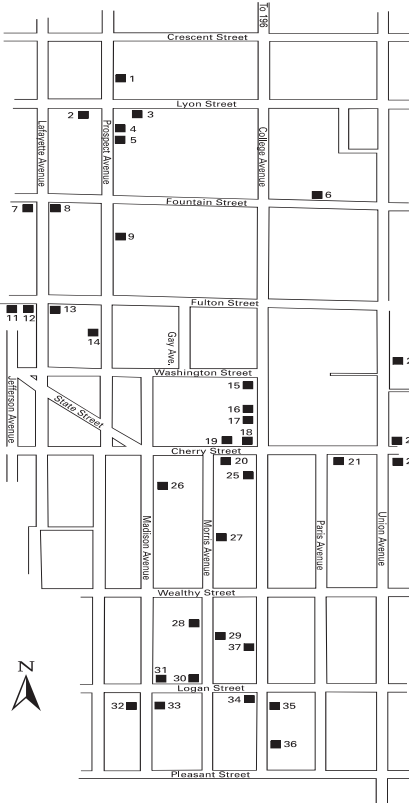 To 196
Crescent Street
1
Lyon Street
2
3
4
5
Lafayette Avenue
Prospect Avenue
College Avenue
6
Fountain Street
7
8
9
Fulton Street
11
12
13
14
Gay Ave.
2
Washington Street
15
Jefferson Avenue
State Street
16
17
18
19
2
Cherry Street
20
21
2
25
26
Madison Avenue
Morris Avenue
Paris Avenue
Union Avenue
27
Wealthy Street
28
29
37
31
30
N
Logan Street
32
33
34
35
36
Pleasant Street